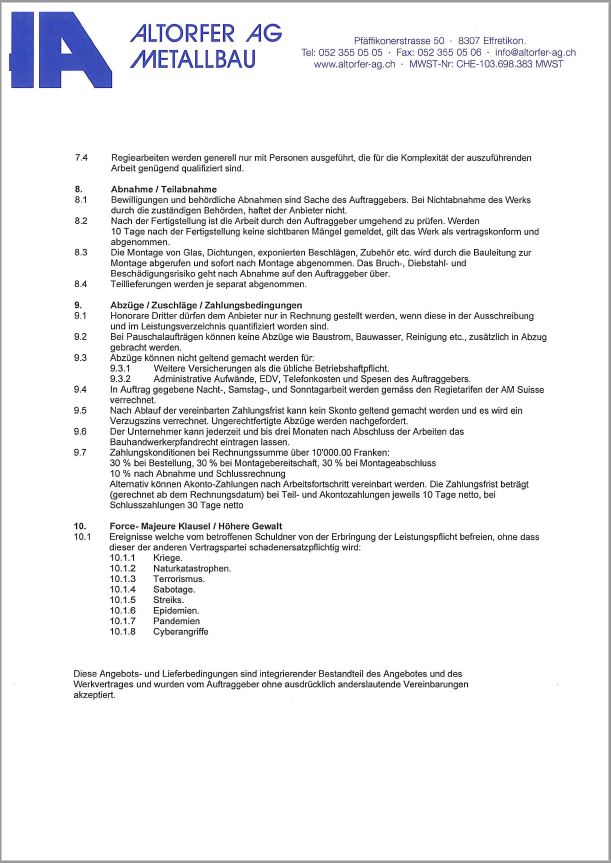 ALTORFER AG
METALLBAU
Pfäffikonerstrasse 50 · 8307 Effretikon.
Tel: 052 355 05 05 · Fax: 052 355 05 06 · info@altorfer-ag.ch
www.altorfer-ag.ch · MWST-Nr: CHE-103.698.383 MWST
7.4 Regiearbeiten werden generell nur mit Personen ausgeführt, die für die Komplexität der auszuführenden
Arbeit genügend qualifiziert sind.
8. Abnahme / Teilabnahme
8.1 Bewilligungen und behördliche Abnahmen sind Sache des Auftraggebers. Bei Nichtabnahme des Werks
durch die zuständigen Behörden, haftet der Anbieter nicht.
8.2 Nach der Fertigstellung ist die Arbeit durch den Auftraggeber umgehend zu prüfen. Werden
10 Tage nach der Fertigstellung keine sichtbaren Mängel gemeldet, gilt das Werk als vertragskonform und
abgenommen.
8.3 Die Montage von Glas, Dichtungen, exponierten Beschlägen, Zubehör etc. wird durch die Bauleitung zur
Montage abgerufen und sofort nach Montage abgenommen. Das Bruch-, Diebstahl- und
Beschädigungsrisiko geht nach Abnahme auf den Auftraggeber über.
8.4 Teillieferungen werden je separat abgenommen.
9. Abzüge / Zuschläge / Zahlungsbedingungen
9.1 Honorare Dritter dürfen dem Anbieter nur in Rechnung gestellt werden, wenn diese in der Ausschreibung
und im Leistungsverzeichnis quantifiziert worden sind.
9.2 Bei Pauschalaufträgen können keine Abzüge wie Baustrom, Bauwasser, Reinigung etc., zusätzlich in Abzug
gebracht werden.
9.3 Abzüge können nicht geltend gemacht werden für:
9.3.1 Weitere Versicherungen als die übliche Betriebshaftpflicht.
9.3.2 Administrative Aufwände, EDV, Telefonkosten und Spesen des Auftraggebers.
9.4 In Auftrag gegebene Nacht-, Samstag-, und Sonntagarbeit werden gemäss den Regietarifen der AM Suisse
verrechnet.
9.5 Nach Ablauf der vereinbarten Zahlungsfrist kann kein Skonto geltend gemacht werden und es wird ein
Verzugszins verrechnet. Ungerechtfertigte Abzüge werden nachgefordert.
9.6 Der Unternehmer kann jederzeit und bis drei Monaten nach Abschluss der Arbeiten das
Bauhandwerkerpfandrecht eintragen lassen.
9.7 Zahlungskonditionen bei Rechnungssumme über 10'000.00 Franken:
30 % bei Bestellung, 30 % bei Montagebereitschaft, 30 % bei Montageabschluss
10 % nach Abnahme und Schlussrechnung
Alternativ können Akonto-Zahlungen nach Arbeitsfortschritt vereinbart werden. Die Zahlungsfrist beträgt
(gerechnet ab dem Rechnungsdatum) bei Teil- und Akontozahlungen jeweils 10 Tage netto, bei
Schlusszahlungen 30 Tage netto
10. Force- Majeure Klausel / Höhere Gewalt
10.1 Ereignisse welche vom betroffenen Schuldner von der Erbringung der Leistungspflicht befreien, ohne dass
dieser der anderen Vertragspartei schadenersatzpflichtig wird:
10.1.1 Kriege.
10.1.2 Naturkatastrophen.
10.1.3 Terrorismus.
10.1.4 Sabotage.
10.1.5 Streiks.
10.1.6 Epidemien.
10.1.7 Pandemien
10.1.8 Cyberangriffe
Diese Angebots- und Lieferbedingungen sind integrierender Bestandteil des Angebotes und des
Werkvertrages und wurden vom Auftraggeber ohne ausdrücklich anderslautende Vereinbarungen
akzeptiert.